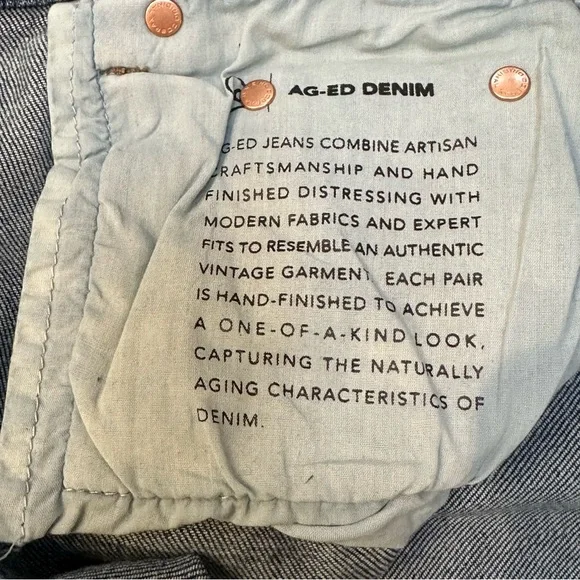 AG-ED DENIM
G-ED JEANS COMBINE ARTISAN
CRAFTSMANSHIP AND HAND
FINISHED DISTRESSING WITH
MODERN FABRICS AND EXPERT
FITS TO RESEMBLE AN AUTHENTIC
VINTAGE GARMENT. EACH PAIR
IS HAND-FINISHED TO ACHIEVE
A ONE-OF-A-KIND LOOK,
CAPTURING THE NATURALLY
AGING CHARACTERISTICS OF
DENIM.